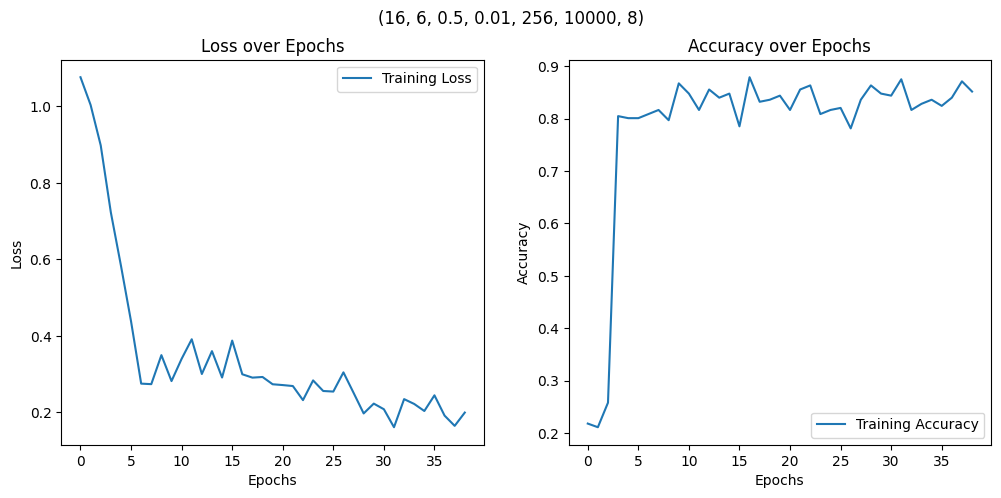 (16, 6, 0.5, 0.01, 256, 10000, 8)
Loss over Epochs
Training Loss
1.0
0.8
0.6
0.4
0.2
Loss
0 5 10 15 20 25 30 35
Epochs
Accuracy over Epochs
0.9
0.8
0.7
0.6
0.5
0.4
0.3
0.2
Accuracy
Training Accuracy
0 5 10 15 20 25 30 35
Epochs